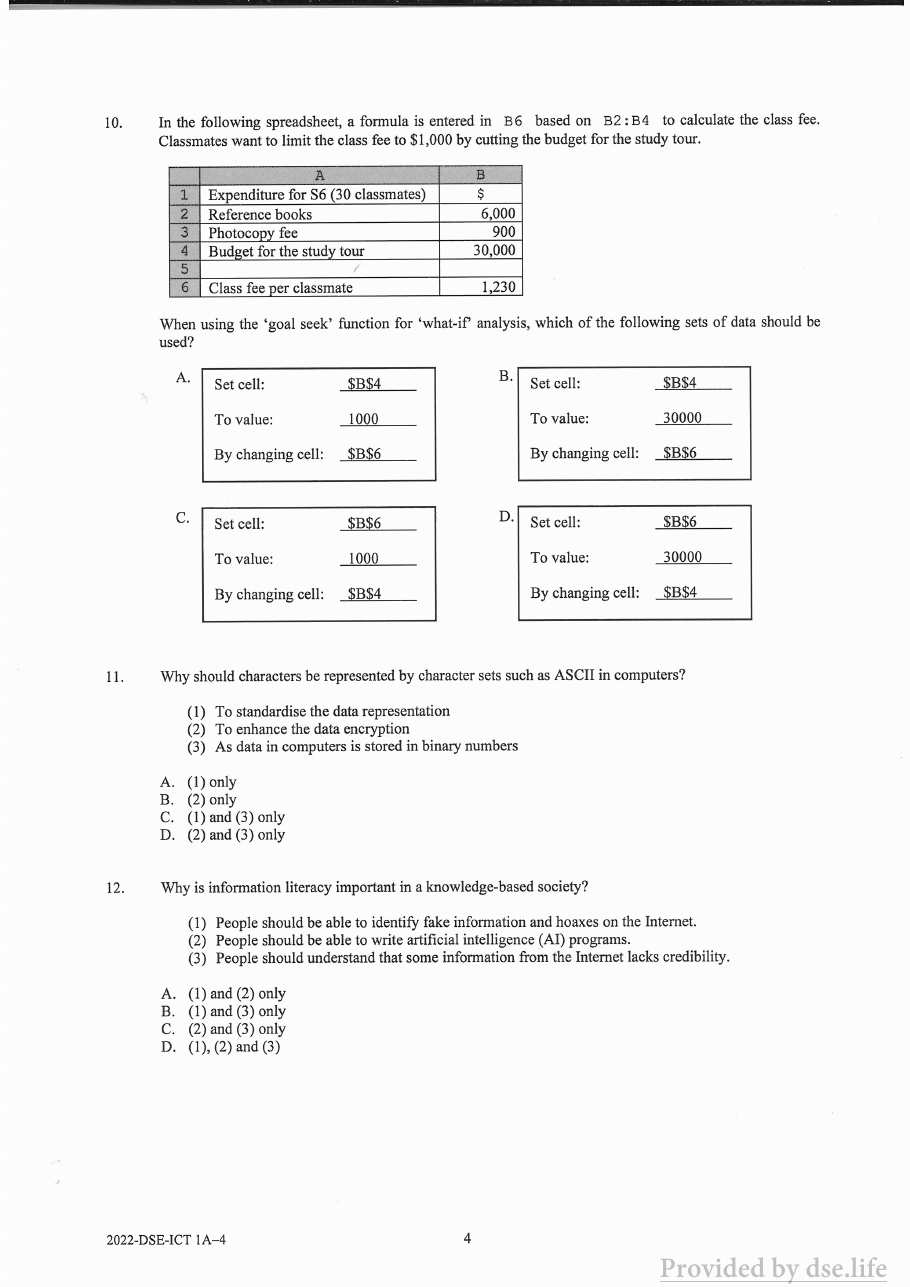 10. In the following spreadsheet, a formula is entered in B6 based on B2:B4 to calculate the class fee.
Classmates want to limit the class fee to $1,000 by cutting the budget for the study tour.
A B
1 Expenditure for S6 (30 classmates) $
2 Reference books 6,000
3 Photocopy fee 900
4 Budget for the study tour 30,000
5
6 Class fee per classmate 1,230
When using the ‘goal seek’ function for ‘what-if’ analysis, which of the following sets of data should be
used?
A. Set cell: $B$4
To value: 1000
By changing cell: $B$6
B. Set cell: $B$4
To value: 30000
By changing cell: $B$6
C. Set cell: $B$6
To value: 1000
By changing cell: $B$4
D. Set cell: $B$6
To value: 30000
By changing cell: $B$4
11. Why should characters be represented by character sets such as ASCII in computers?
(1) To standardise the data representation
(2) To enhance the data encryption
(3) As data in computers is stored in binary numbers
A. (1) only
B. (2) only
C. (1) and (3) only
D. (2) and (3) only
12. Why is information literacy important in a knowledge-based society?
(1) People should be able to identify fake information and hoaxes on the Internet.
(2) People should be able to write artificial intelligence (AI) programs.
(3) People should understand that some information from the Internet lacks credibility.
A. (1) and (2) only
B. (1) and (3) only
C. (2) and (3) only
D. (1), (2) and (3)
2022-DSE-ICT 1A–4 4
Provided by dse.life